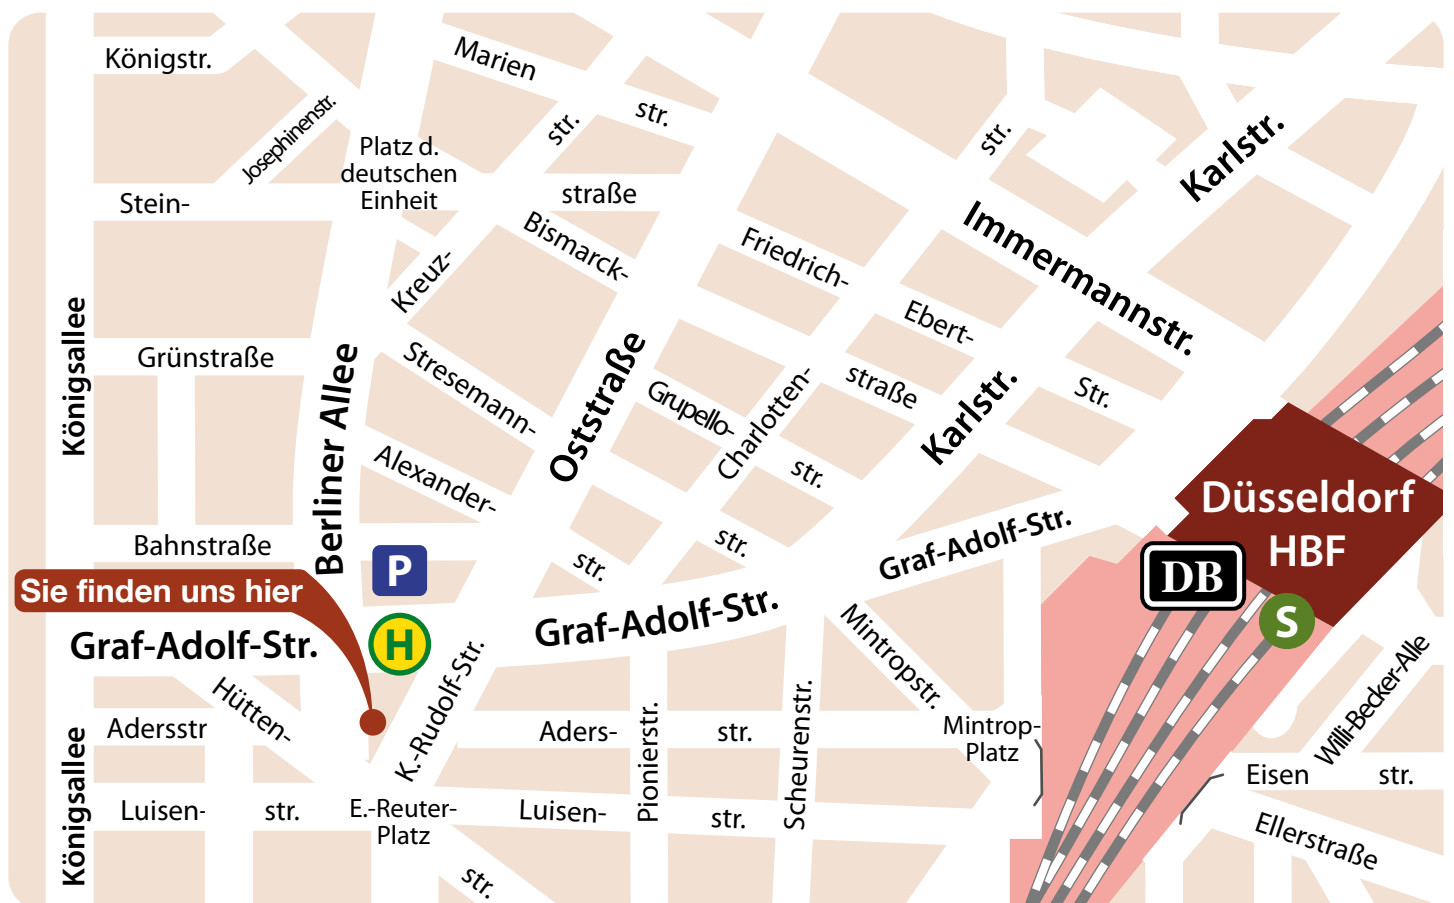 Königstr.
Marien
str.
Josephinenstr.
str.
Platz d.
deutschen
Einheit
str.
Karlstr.
Stein-
straße
Bismarck-
Kreuz-
Friedrich-
Immermannstr.
Ebert-
Königsallee
Grünstraße
Berliner Allee
Stresemann-
Oststraße
Grupello-
Charlotten-
straße
Karlstr.
Str.
Alexander-
str.
Düsseldorf
HBF
Bahnstraße
P
str.
str.
Graf-Adolf-Str.
DB
Sie finden uns hier
Graf-Adolf-Str.
H
Graf-Adolf-Str.
Mintropstr.
S
Hütten-
K.-Rudolf-Str.
Willi-Becker-Alle
Königsallee
Adersstr
Aders-
Pionierstr.
str.
Scheurenstr.
Mintrop-
Platz
Eisen
str.
Luisen-
str.
E.-Reuter-
Platz
Luisen-
str.
Ellerstraße
str.